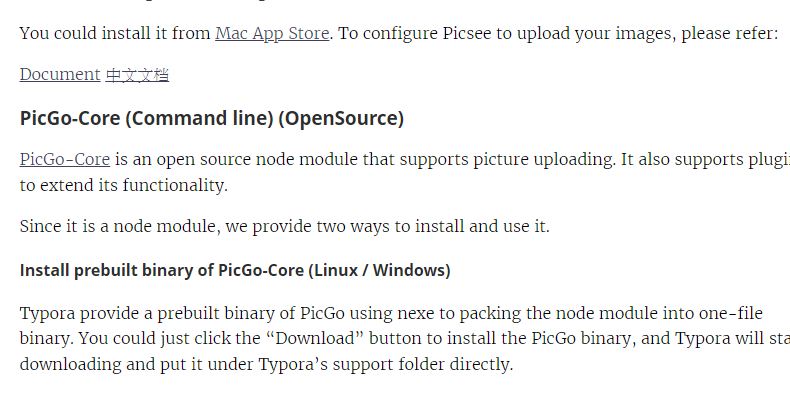 You could install it from Mac App Store. To configure Picsee to upload your images, please refer:
Document 中文文档
PicGo-Core (Command line) (OpenSource)
PicGo-Core is an open source node module that supports picture uploading. It also supports plugi
to extend its functionality.
Since it is a node module, we provide two ways to install and use it.
Install prebuilt binary of PicGo-Core (Linux / Windows)
Typora provide a prebuilt binary of PicGo using nexe to packing the node module into one-file
binary. You could just click the “Download” button to install the PicGo binary, and Typora will sta
downloading and put it under Typora’s support folder directly.